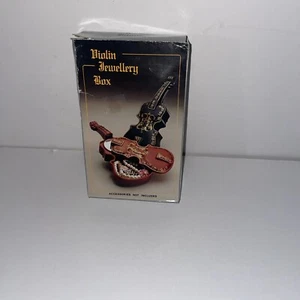 Violin
Jewellery
Box
ACCESSORIES NOT INCLUDED